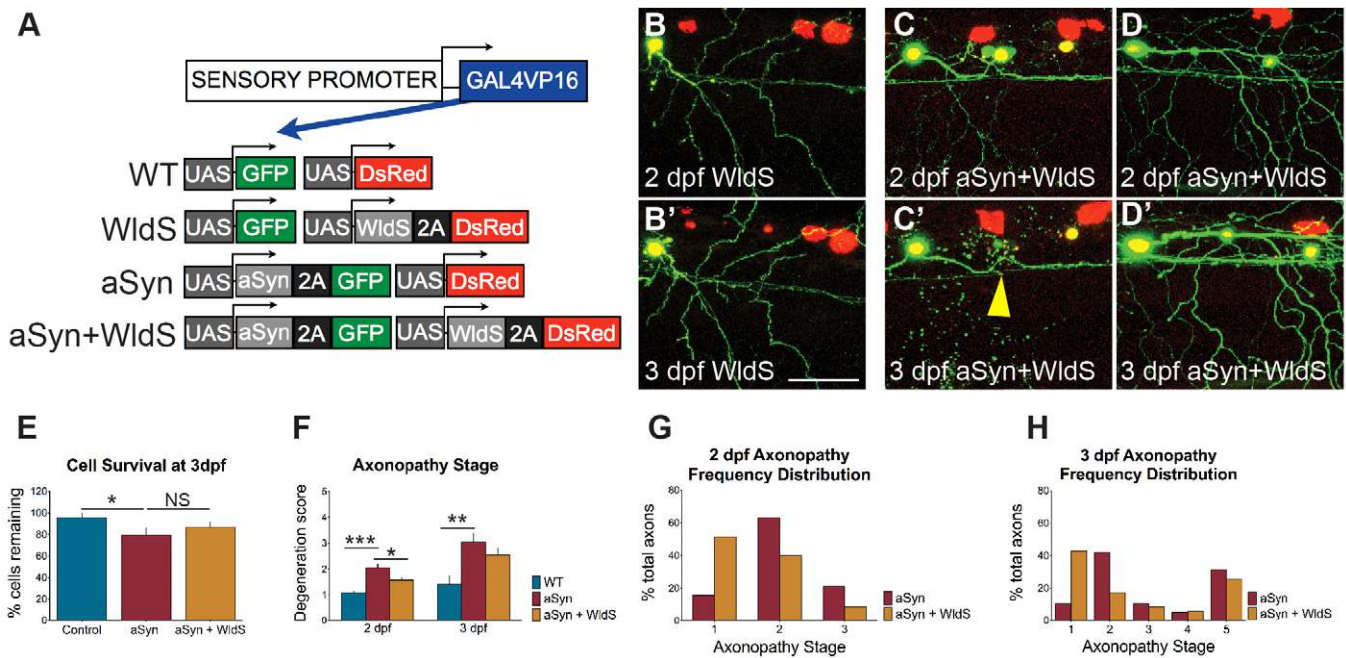 A
SENSORY PROMOTER
GAL4VP16
WT
UAS GFP UAS DsRed
WldS
UAS GFP UAS WldS 2A DsRed
aSyn
UAS aSyn 2A GFP UAS DsRed
aSyn+WldS
UAS aSyn 2A GFP UAS WldS 2A DsRed
B
2 dpf WldS
C
2 dpf aSyn+WldS
D
2 dpf aSyn+WldS
B'
3 dpf WldS
C'
3 dpf aSyn+WldS
D'
3 dpf aSyn+WldS
E
Cell Survival at 3dpf
% cells remaining
120
100
80
60
40
20
0
* NS
Control aSyn aSyn + WldS
F
Axonopathy Stage
Degeneration score
5
4
3
2
1
0
*** * **
2 dpf 3 dpf
WT
aSyn
aSyn + WldS
G
2 dpf Axonopathy
Frequency Distribution
% total axons
80
60
40
20
0
1 2 3
Axonopathy Stage
aSyn
aSyn + WldS
H
3 dpf Axonopathy
Frequency Distribution
% total axons
80
60
40
20
0
1 2 3 4 5
Axonopathy Stage
aSyn
aSyn + WldS